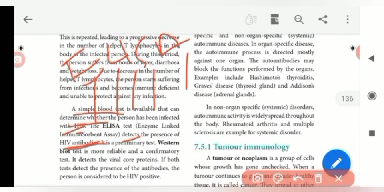 This is repeated, leading to a progressive decrease
in the number of helper T lymphocytes in the
body of the infected person. During this period,
the person suffers from bouts of fever, diarrhoea
and weight loss. Due to decrease in the number of
helper T lymphocytes, the person starts suffering
from infections and becomes immune deficient
and unable to protect against any infection.
A simple blood test is available that can
determine whether the person has been infected
with HIV. The ELISA test (Enzyme Linked
Immunosorbent Assay) detects the presence of
HIV antibodies. It is a preliminary test. Western
blot test is more reliable and a confirmatory
test. It detects the viral core proteins. If both
tests detect the presence of the antibodies, the
person is considered to be HIV positive.
specific and non-organ-specific (systemic)
autoimmune diseases. In organ-specific disease,
the autoimmune process is directed mostly
against one organ. The autoantibodies may
block the functions performed by the organs.
Examples include Hashimotos thyroiditis,
Graves disease (thyroid gland) and Addisons
disease (adrenal glands).
In non-organ specific (systemic) disorders,
autoimmune activity is widely spread throughout
the body. Rheumatoid arthritis and multiple
sclerosis are example for systemic disorder.
7.5.1 Tumour immunology
A tumour or neoplasm is a group of cells
whose growth has gone unchecked. When a
tumour continues to
tissue, it is called cancer. They
136